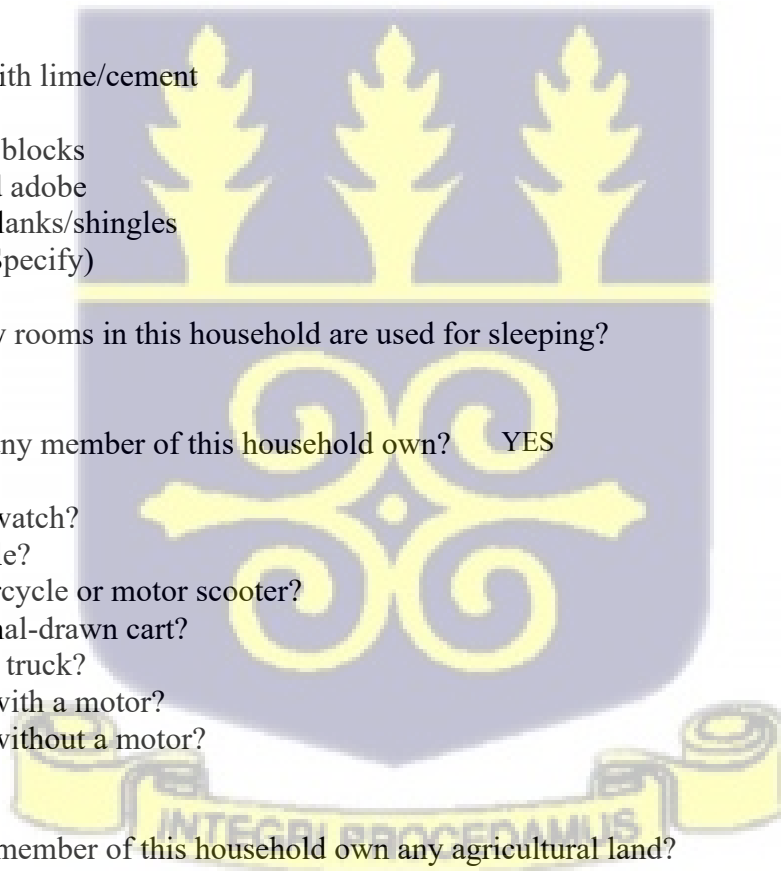 ith lime/cement
blocks
l adobe
lanks/shingles
Specify)
y rooms in this household are used for sleeping?
ny member of this household own? YES
watch?
le?
rcycle or motor scooter?
nal-drawn cart?
truck?
with a motor?
without a motor?
INTEGRI PROCEDAMUS
member of this household own any agricultural land?